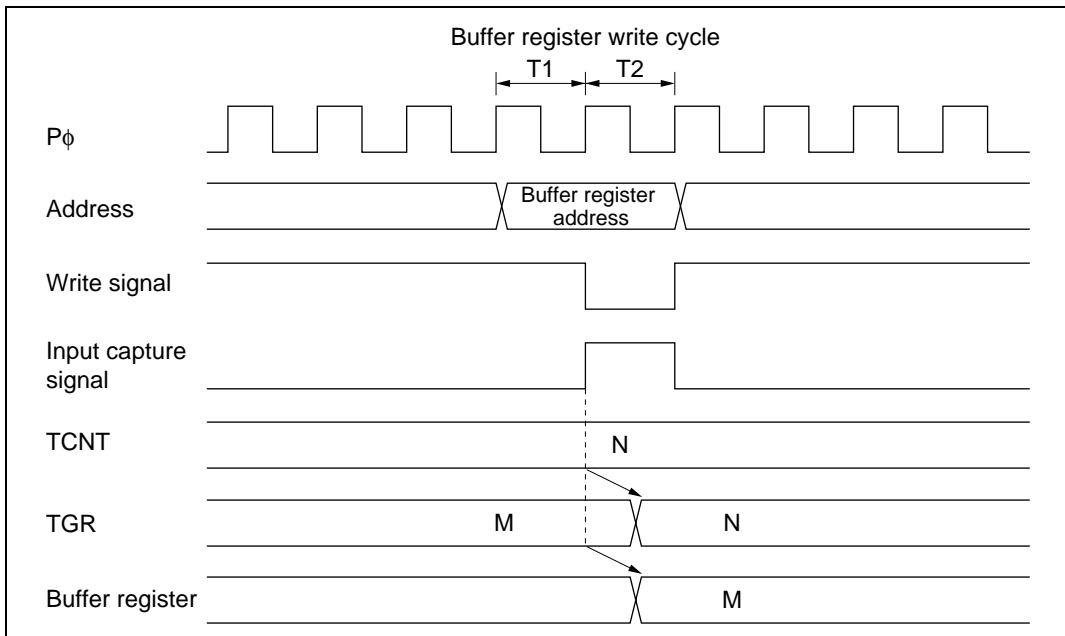 Buffer register write cycle
T1 T2
Pϕ
Address
Buffer register
address
Write signal
Input capture
signal
TCNT
N
TGR
M N
Buffer register
M